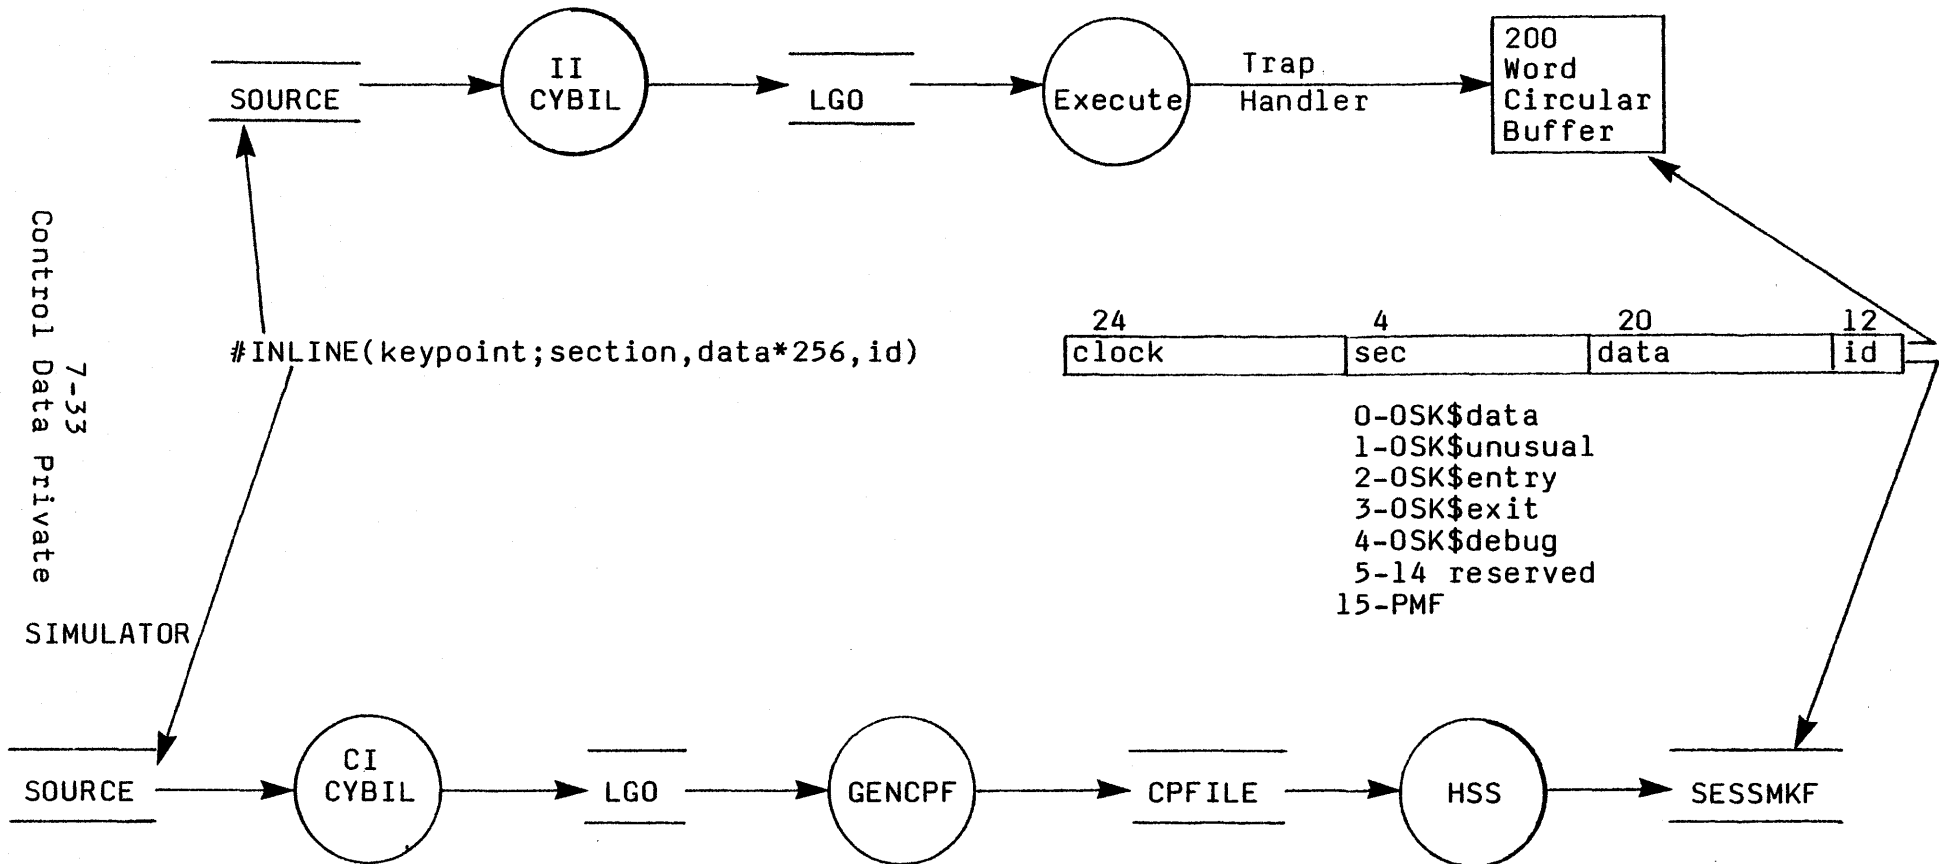 SOURCE
II
CYBIL
LGO
Execute
Trap
Handler
200
Word
Circular
Buffer
#INLINE(keypoint;section,data*256,id)
24 4 20 12
clock sec data id
0-OSK$data
1-OSK$unusual
2-OSK$entry
3-OSK$exit
4-OSK$debug
5-14 reserved
15-PMF
7-33
Control Data Private
SIMULATOR
SOURCE
CI
CYBIL
LGO
GENCPF
CPFILE
HSS
SESSMKF